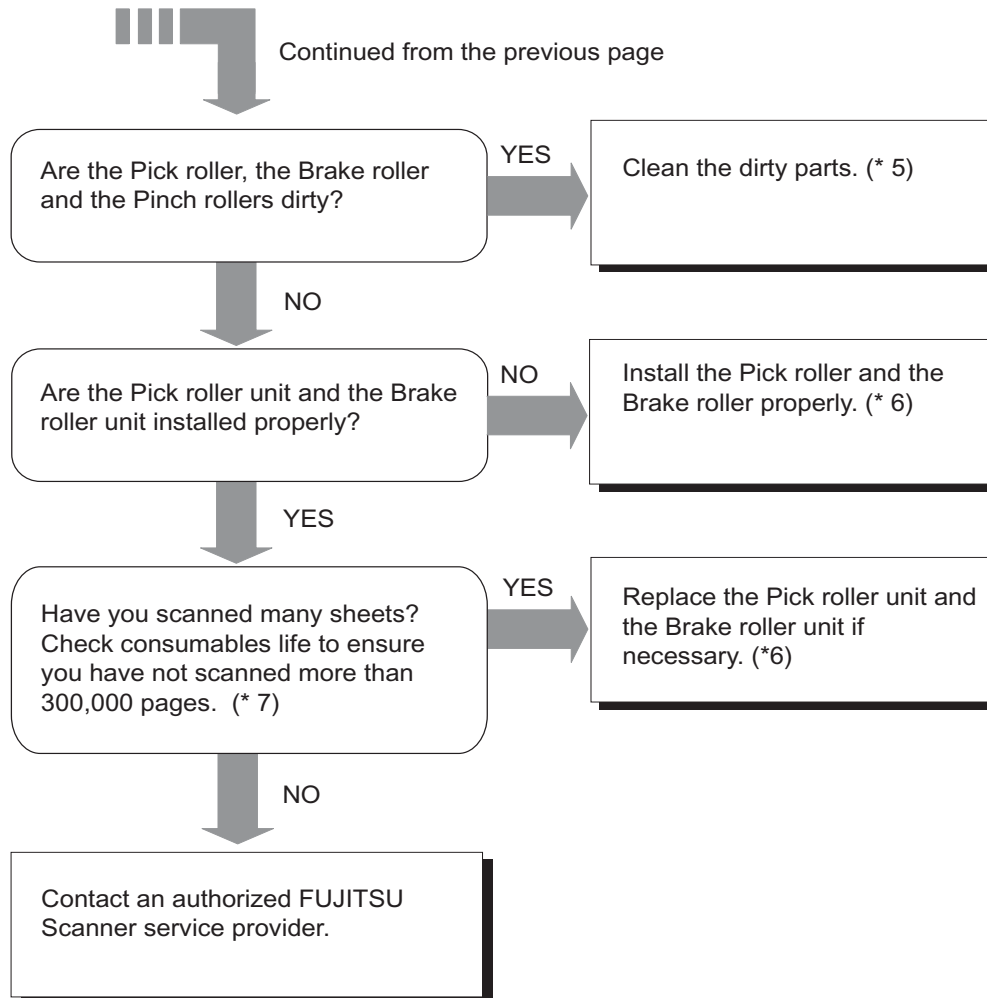 Continued from the previous page
Are the Pick roller, the Brake roller
and the Pinch rollers dirty?
YES
Clean the dirty parts. (* 5)
NO
Are the Pick roller unit and the Brake
roller unit installed properly?
NO
Install the Pick roller and the
Brake roller properly. (* 6)
YES
Have you scanned many sheets?
Check consumables life to ensure
you have not scanned more than
300,000 pages.  (* 7)
YES
Replace the Pick roller unit and
the Brake roller unit if
necessary. (*6)
NO
Contact an authorized FUJITSU
Scanner service provider.